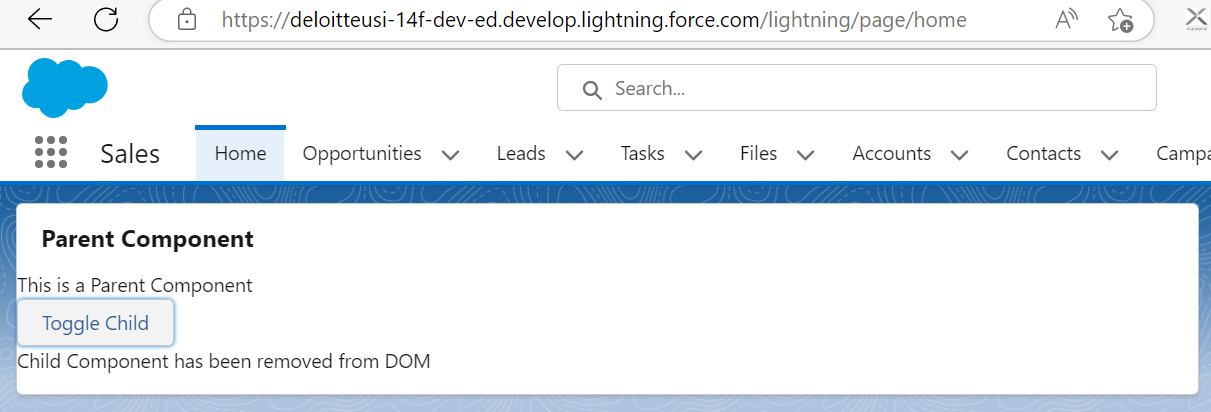 https://deloitteusi-14f-dev-ed.develop.lightning.force.com/lightning/page/home
Search...
Sales Home Opportunities Leads Tasks Files Accounts Contacts Campa
Parent Component
This is a Parent Component
Toggle Child
Child Component has been removed from DOM